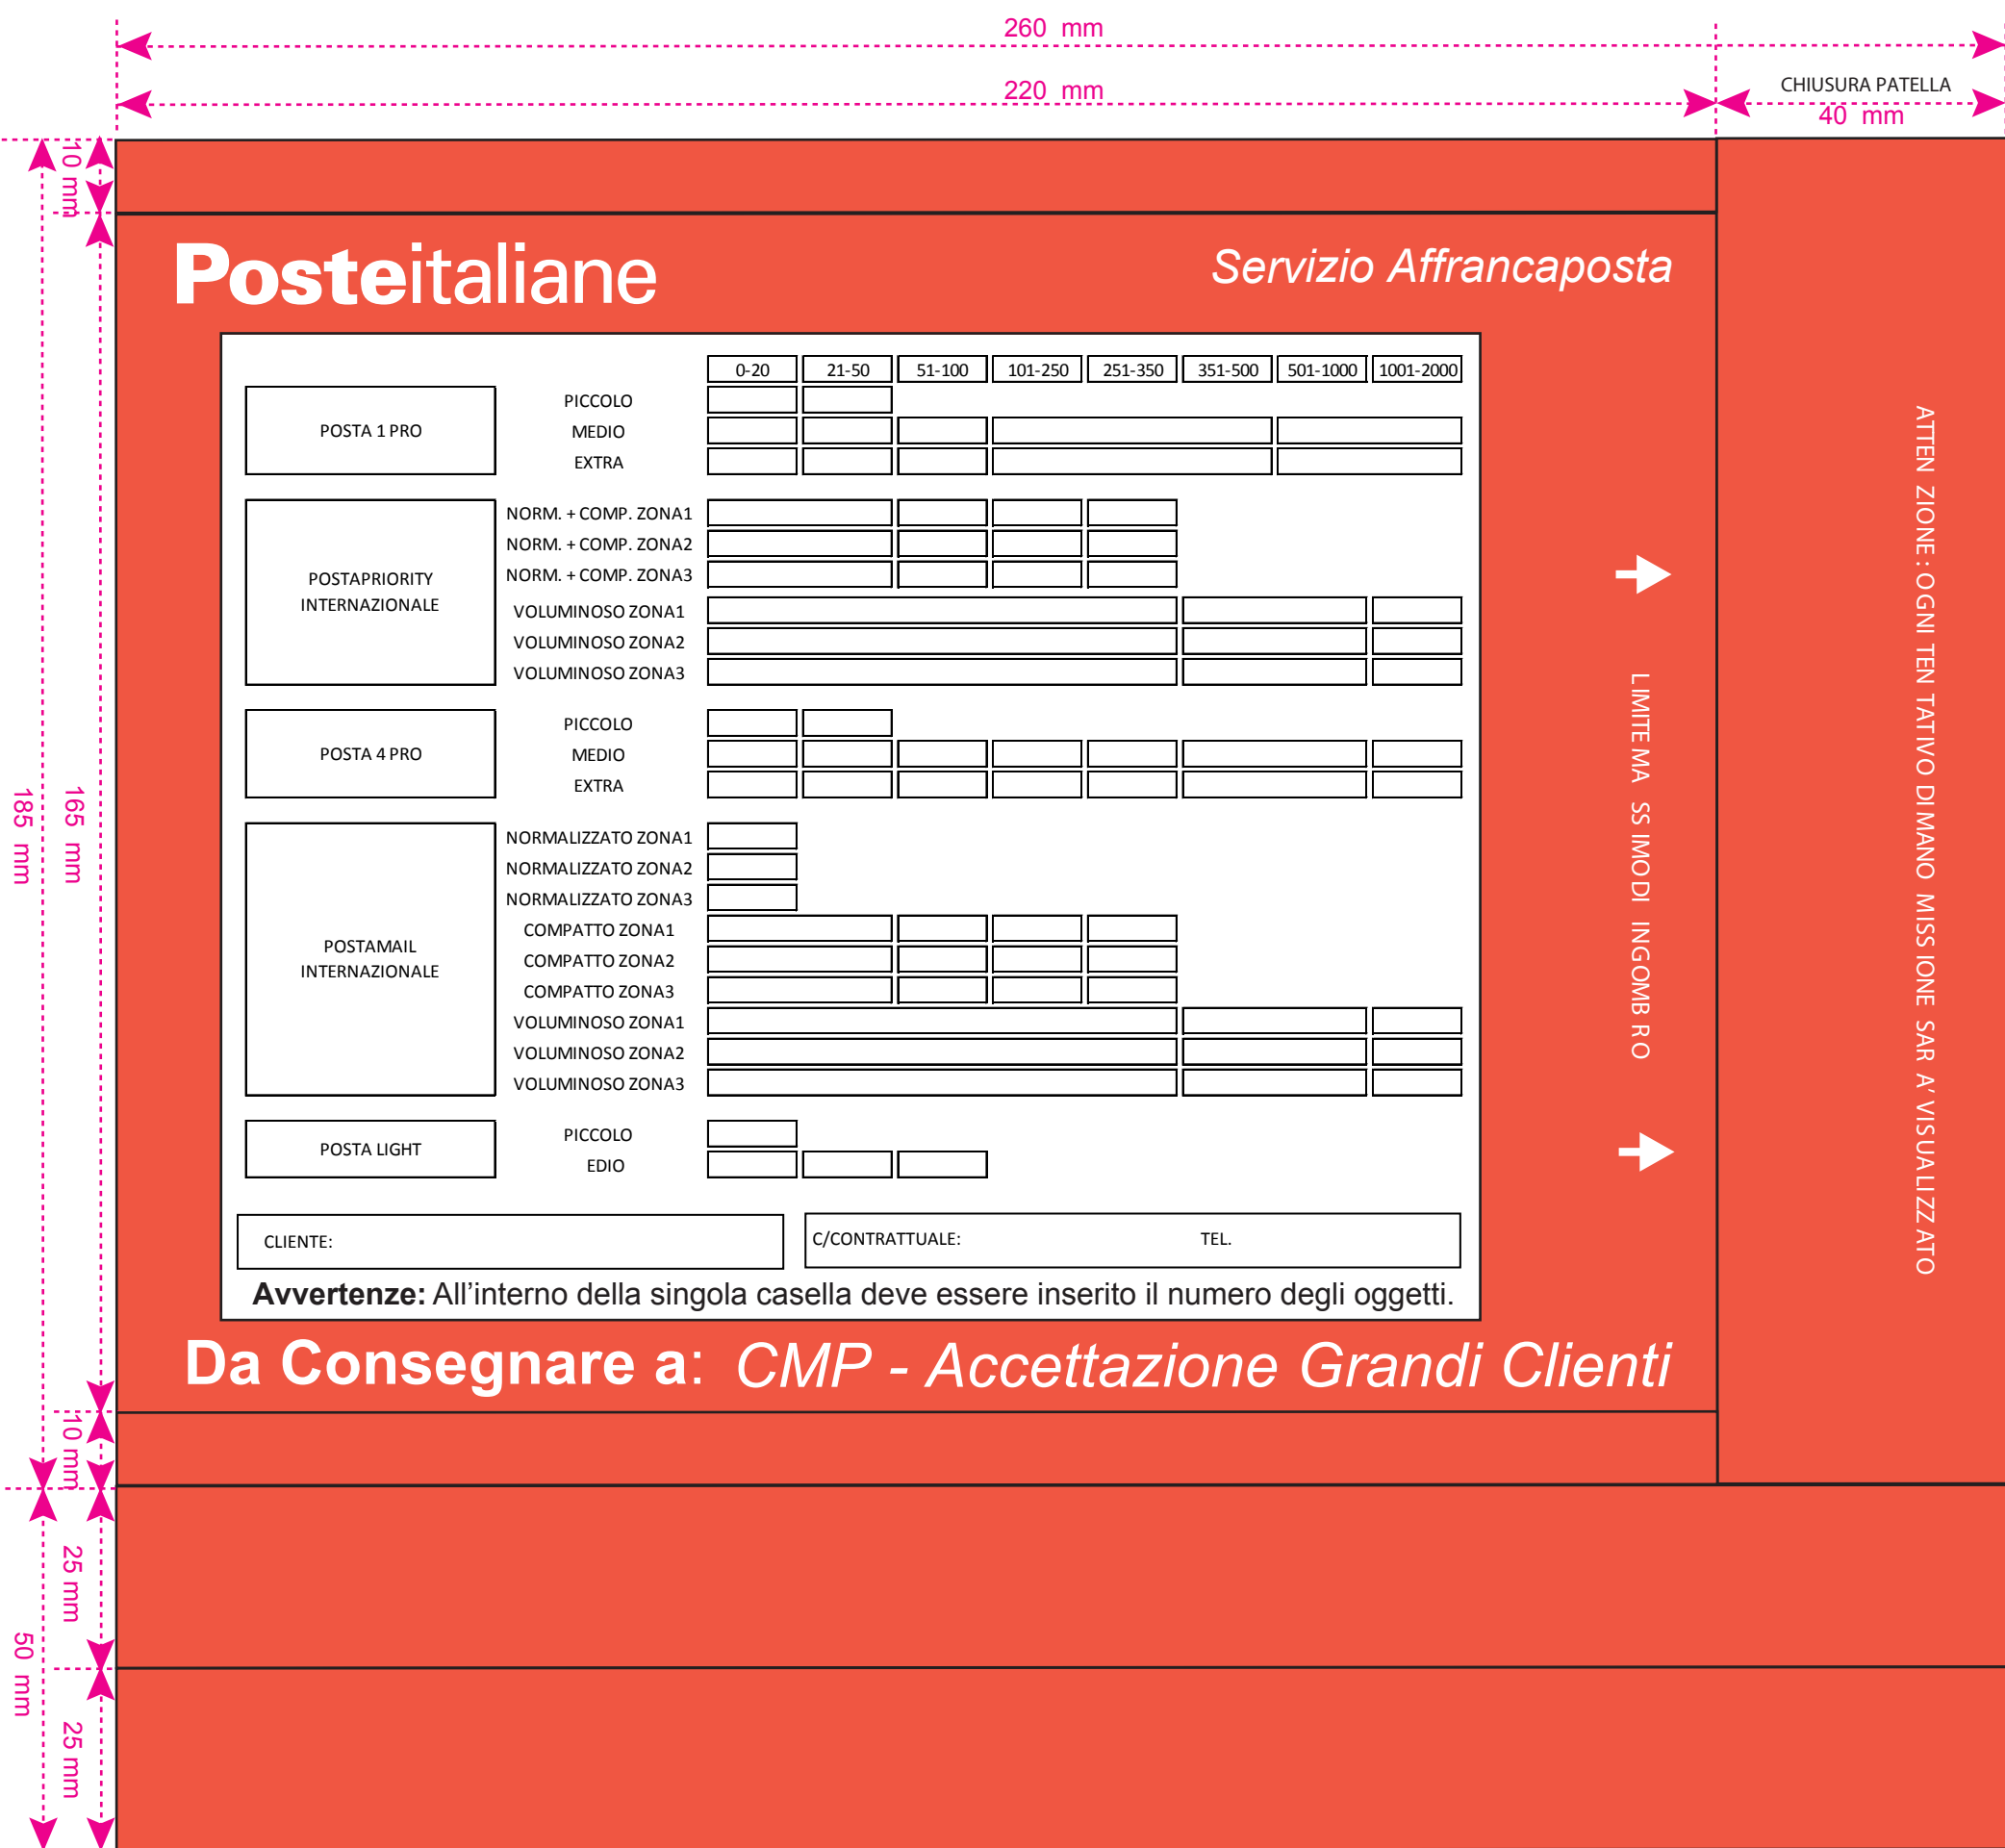 260 mm
220 mm
CHIUSURA PATELLA
40 mm
10 mm
Posteitaliane
Servizio Affrancaposta
0-20 21-50 51-100 101-250 251-350 351-500 501-1000 1001-2000
POSTA 1 PRO
PICCOLO
MEDIO
EXTRA
POSTAPRIORITY
INTERNAZIONALE
NORM. + COMP. ZONA1
NORM. + COMP. ZONA2
NORM. + COMP. ZONA3
VOLUMINOSO ZONA1
VOLUMINOSO ZONA2
VOLUMINOSO ZONA3
POSTA 4 PRO
PICCOLO
MEDIO
EXTRA
POSTAMAIL
INTERNAZIONALE
NORMALIZZATO ZONA1
NORMALIZZATO ZONA2
NORMALIZZATO ZONA3
COMPATTO ZONA1
COMPATTO ZONA2
COMPATTO ZONA3
VOLUMINOSO ZONA1
VOLUMINOSO ZONA2
VOLUMINOSO ZONA3
POSTA LIGHT
PICCOLO
EDIO
CLIENTE:
C/CONTRATTUALE: TEL.
Avvertenze: All'interno della singola casella deve essere inserito il numero degli oggetti.
Da Consegnare a: CMP - Accettazione Grandi Clienti
LIMITE MA SS IMO DI INGOMB RO
ATTEN ZIONE : OGNI TEN TATIVO DI MANO MISS IONE SAR A' VISUALIZZ ATO
185 mm
165 mm
10 mm
25 mm
50 mm
25 mm